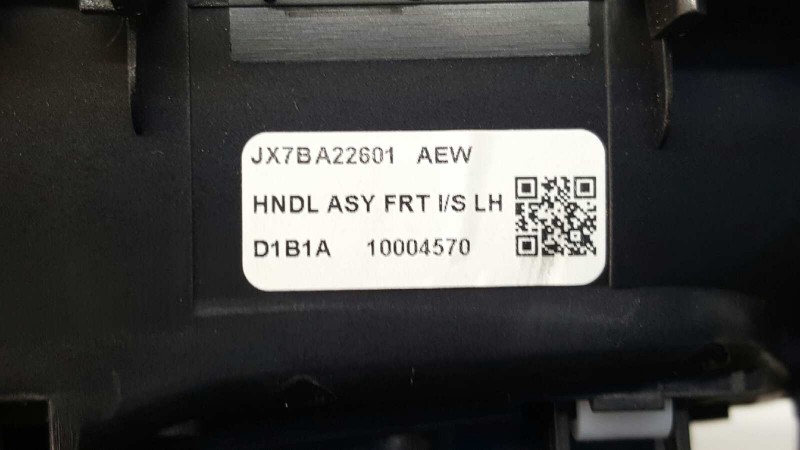 JX7BA22601 AEW
HNDL ASY FRT I/S LH
D1B1A 10004570